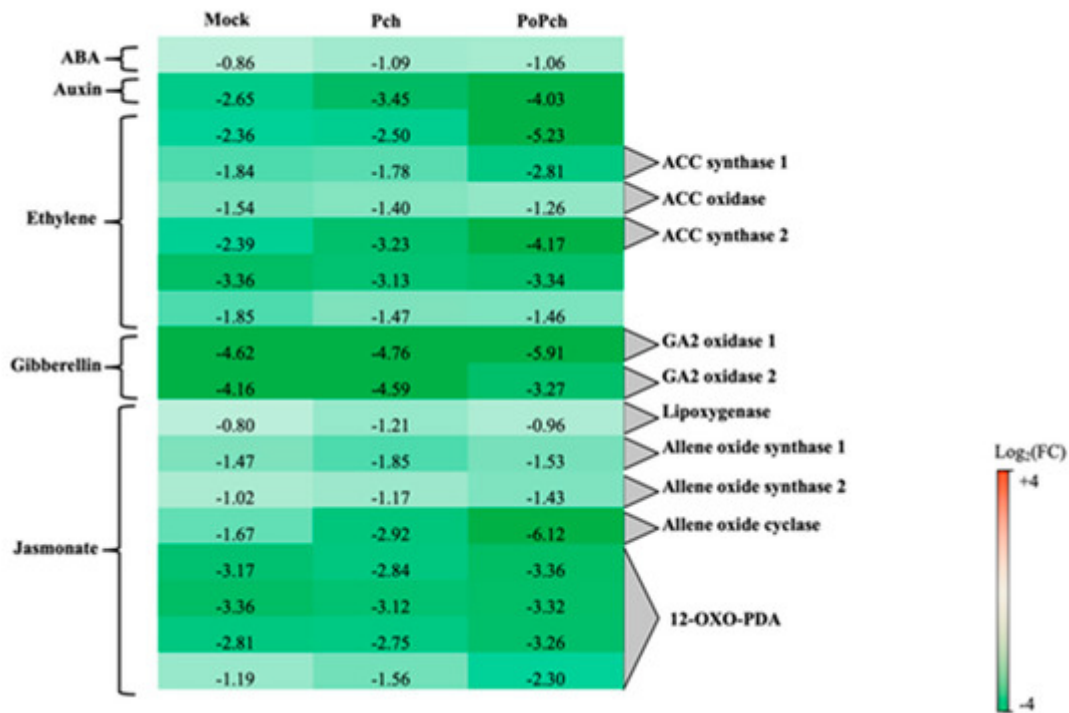 Mock Pch PoPch
ABA -0.86 -1.09 -1.06
Auxin -2.65 -3.45 -4.03
-2.36 -2.50 -5.23
-1.84 -1.78 -2.81 ACC synthase 1
-1.54 -1.40 -1.26 ACC oxidase
Ethylene
-2.39 -3.23 -4.17 ACC synthase 2
-3.36 -3.13 -3.34
-1.85 -1.47 -1.46
-4.62 -4.76 -5.91 GA2 oxidase 1
Gibberellin
-4.16 -4.59 -3.27 GA2 oxidase 2
-0.80 -1.21 -0.96 Lipoxygenase
-1.47 -1.85 -1.53 Allene oxide synthase 1
-1.02 -1.17 -1.43 Allene oxide synthase 2
-1.67 -2.92 -6.12 Allene oxide cyclase
Jasmonate
-3.17 -2.84 -3.36
-3.36 -3.12 -3.32
12-OXO-PDA
-2.81 -2.75 -3.26
-1.19 -1.56 -2.30
Log₂(FC)
+4
-4